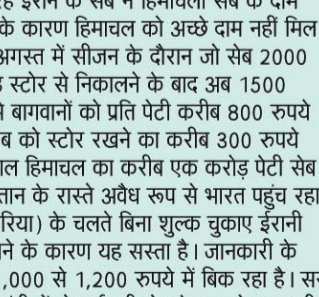 ईरान के सेब ने हिमाचली सेब के दाम
के कारण हिमाचल को अच्छे दाम नहीं मिल
अगस्त में सीजन के दौरान जो सेब 2000
स्टोर से निकालने के बाद अब 1500
बागवानों को प्रति पेटी करीब 800 रुपये
ब को स्टोर रखने का करीब 300 रुपये
ल हिमाचल का करीब एक करोड़ पेटी सेब
तान के रास्ते अवैध रूप से भारत पहुंच रहा
रिया) के चलते बिना शुल्क चुकाए ईरानी
ने के कारण यह सस्ता है। जानकारी के
,000 से 1,200 रुपये में बिक रहा है। स